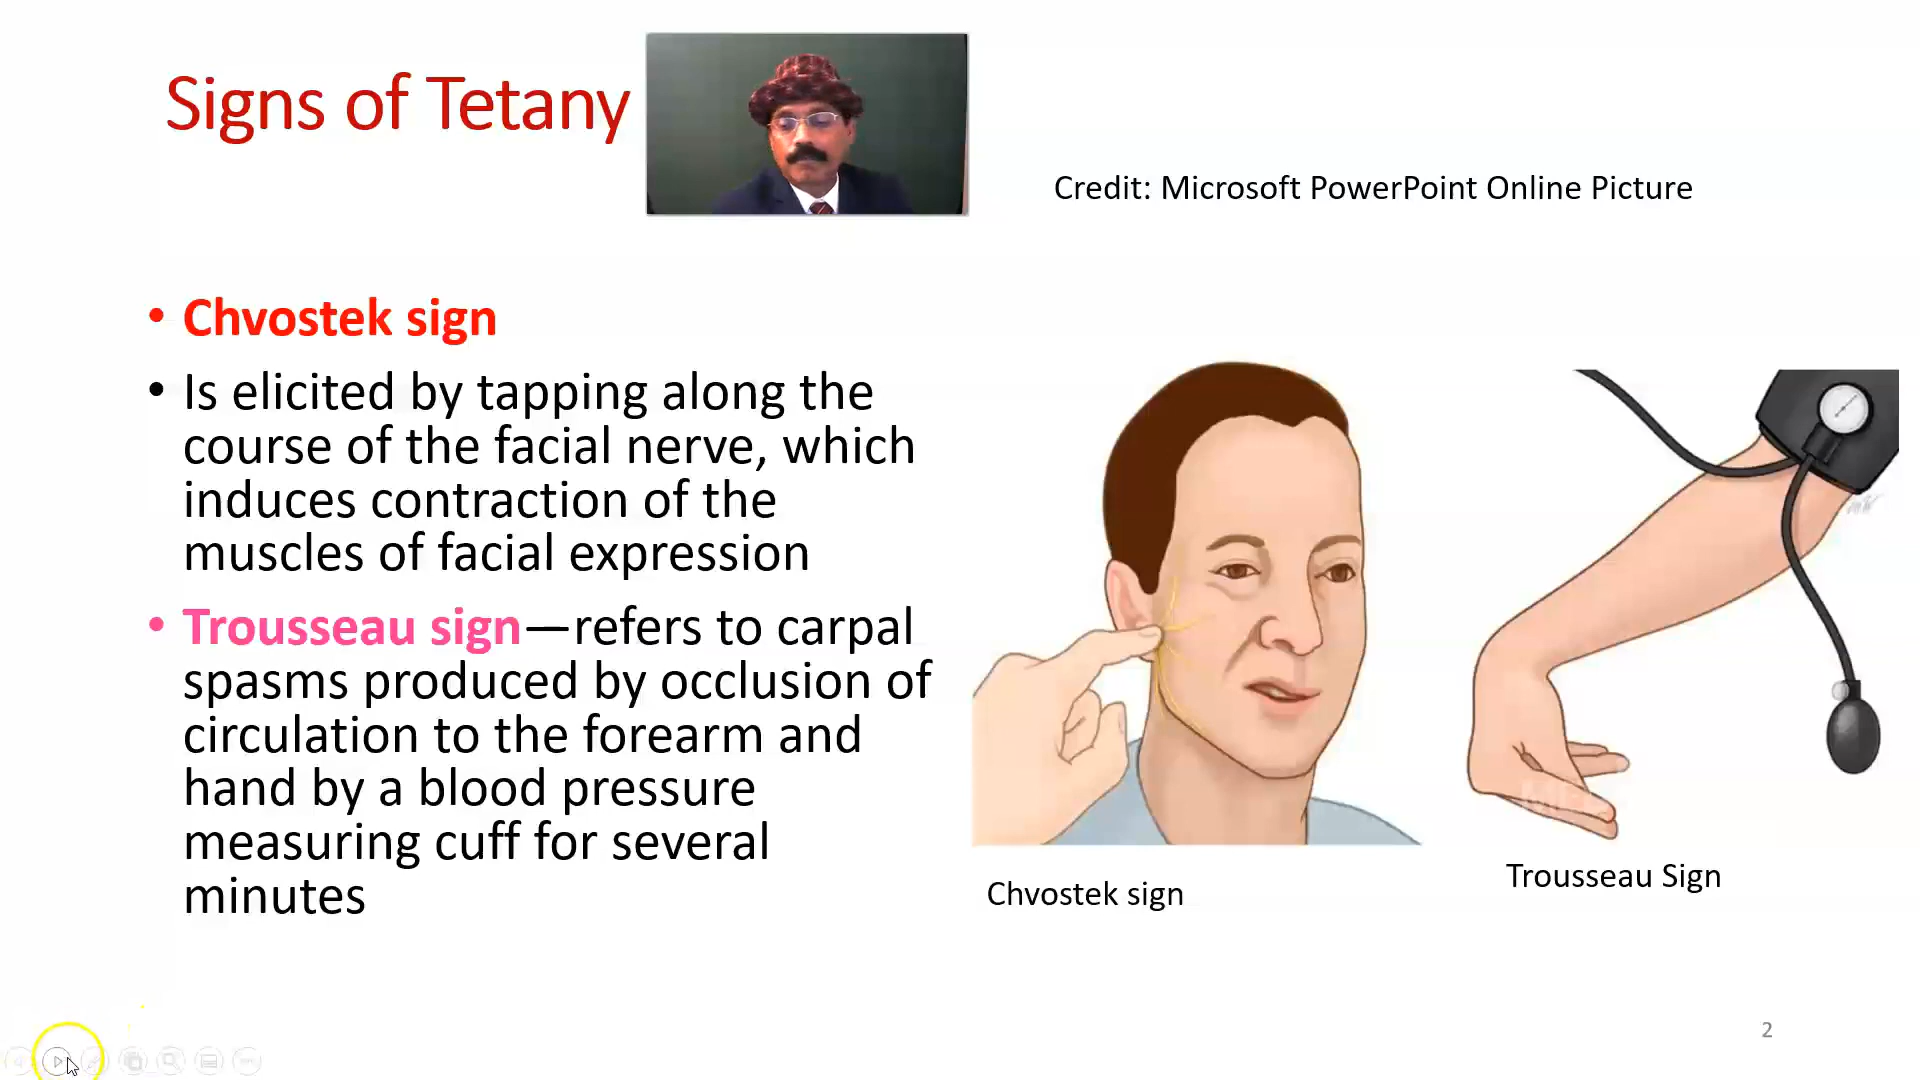 Signs of Tetany
Credit: Microsoft PowerPoint Online Picture
• Chvostek sign
• Is elicited by tapping along the
course of the facial nerve, which
induces contraction of the
muscles of facial expression
• Trousseau sign—refers to carpal
spasms produced by occlusion of
circulation to the forearm and
hand by a blood pressure
measuring cuff for several
minutes
Chvostek sign
Trousseau Sign
2